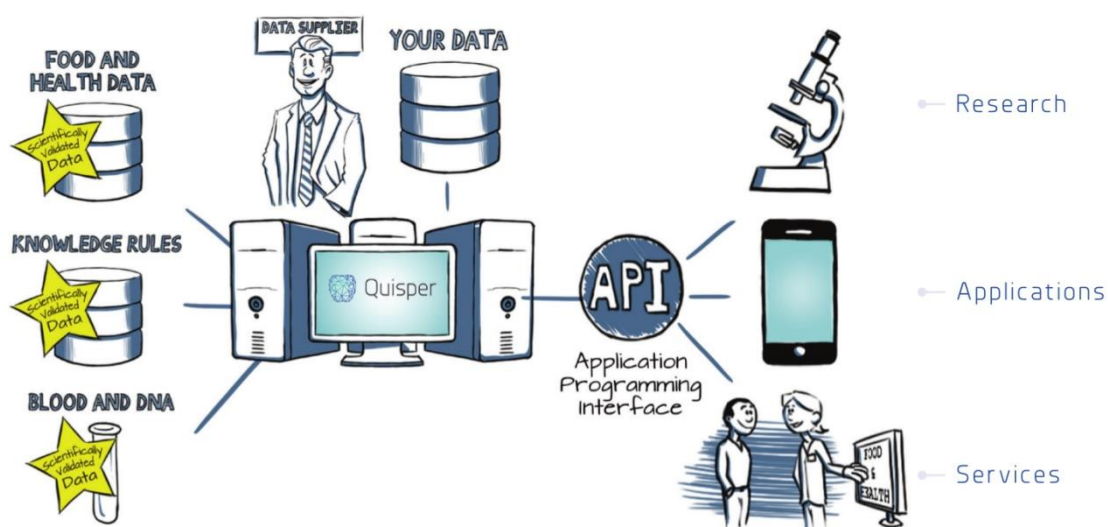 DATA SUPPLIER
YOUR DATA
FOOD AND
HEALTH DATA
Scientifically
Validated
Data
Research
KNOWLEDGE RULES
Scientifically
Validated
Data
Quisper
API
Application
Programming
Interface
Applications
BLOOD AND DNA
Scientifically
Validated
Data
FOOD
&
HEALTH
Services